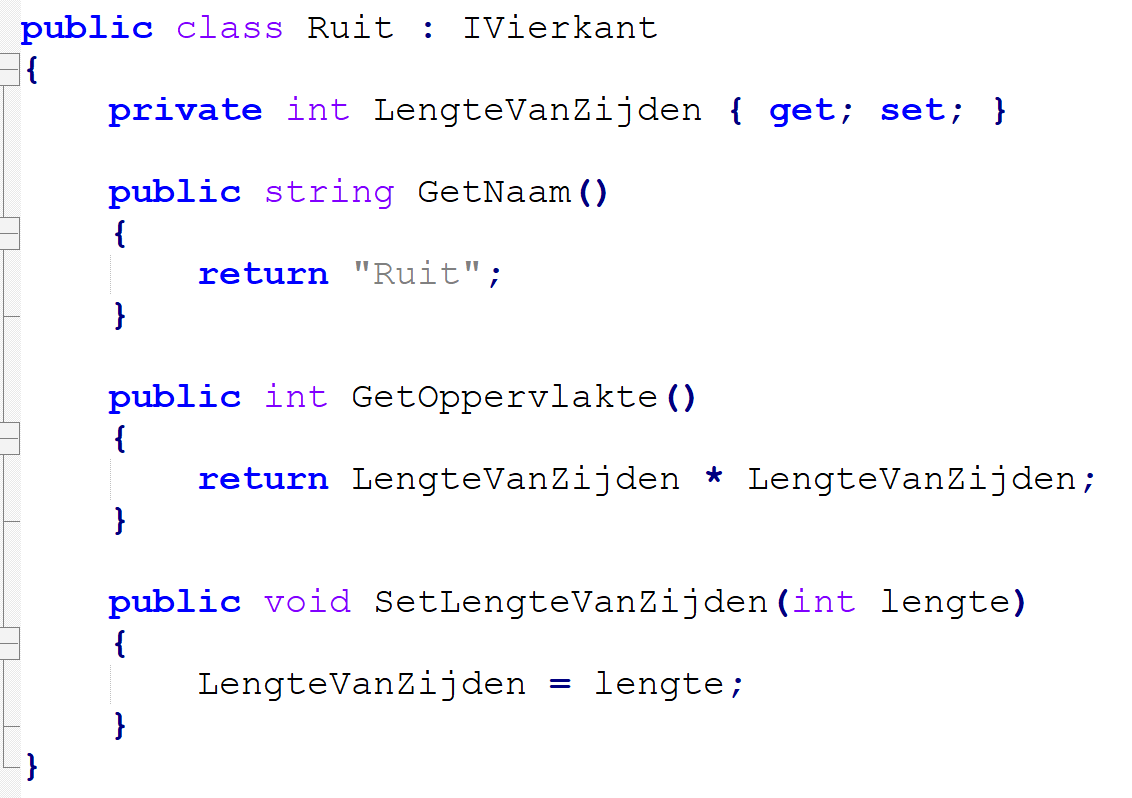 public class Ruit : IVierkant
{
    private int LengteVanZijden { get; set; }
    public string GetNaam()
    {
        return "Ruit";
    }
    public int GetOppervlakte()
    {
        return LengteVanZijden * LengteVanZijden;
    }
    public void SetLengteVanZijden(int lengte)
    {
        LengteVanZijden = lengte;
    }
}